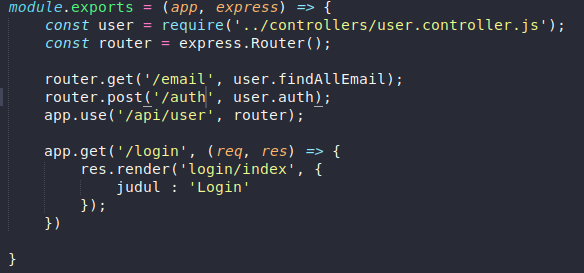 module.exports = (app, express) => {
    const user = require('../controllers/user.controller.js');
    const router = express.Router();

    router.get('/email', user.findAllEmail);
    router.post('/auth', user.auth);
    app.use('/api/user', router);

    app.get('/login', (req, res) => {
        res.render('login/index', {
            judul : 'Login'
        });
    })

}